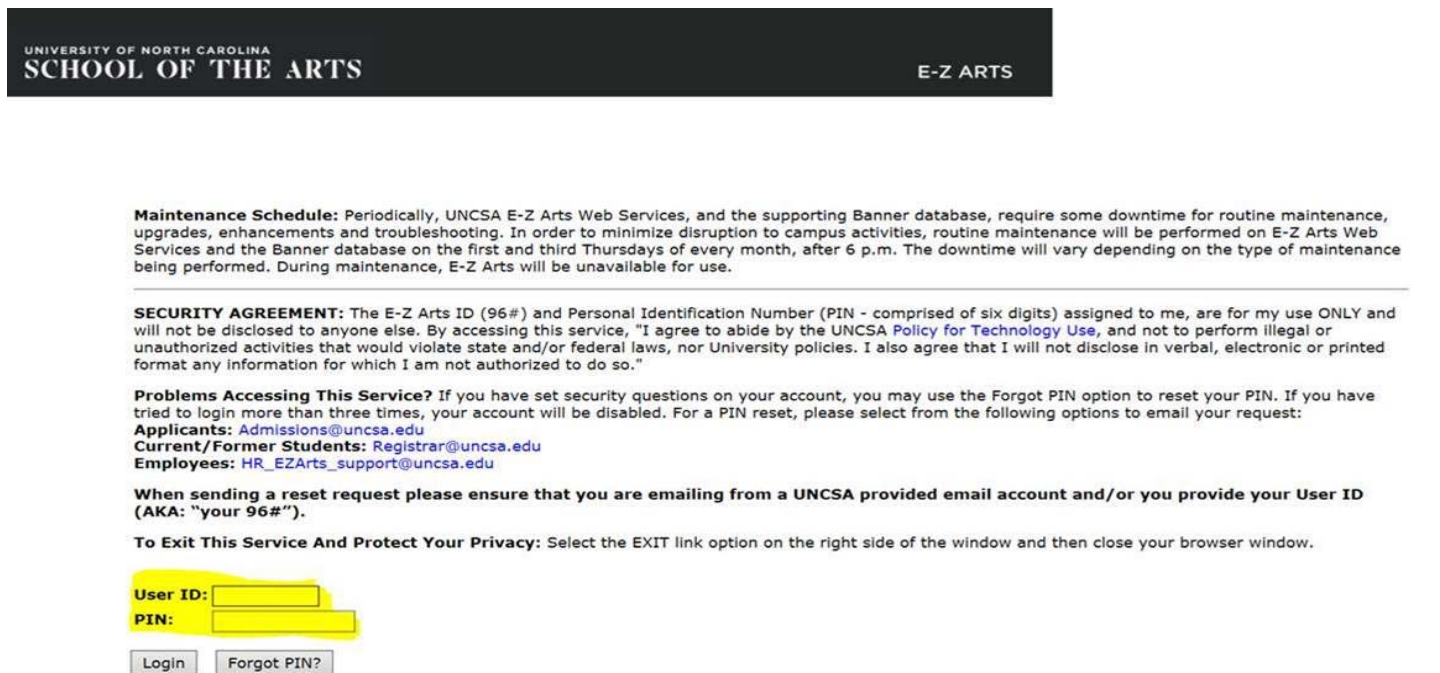 UNIVERSITY OF NORTH CAROLINA
SCHOOL OF THE ARTS
E-Z ARTS
Maintenance Schedule: Periodically, UNCSA E-Z Arts Web Services, and the supporting Banner database, require some downtime for routine maintenance,
upgrades, enhancements and troubleshooting. In order to minimize disruption to campus activities, routine maintenance will be performed on E-Z Arts Web
Services and the Banner database on the first and third Thursdays of every month, after 6 p.m. The downtime will vary depending on the type of maintenance
being performed. During maintenance, E-Z Arts will be unavailable for use.
SECURITY AGREEMENT: The E-Z Arts ID (96#) and Personal Identification Number (PIN - comprised of six digits) assigned to me, are for my use ONLY and
will not be disclosed to anyone else. By accessing this service, "I agree to abide by the UNCSA Policy for Technology Use, and not to perform illegal or
unauthorized activities that would violate state and/or federal laws, nor University policies. I also agree that I will not disclose in verbal, electronic or printed
format any information for which I am not authorized to do so."
Problems Accessing This Service? If you have set security questions on your account, you may use the Forgot PIN option to reset your PIN. If you have
tried to login more than three times, your account will be disabled. For a PIN reset, please select from the following options to email your request:
Applicants: Admissions@uncsa.edu
Current/Former Students: Registrar@uncsa.edu
Employees: HR_EZArts_support@uncsa.edu
When sending a reset request please ensure that you are emailing from a UNCSA provided email account and/or you provide your User ID
(AKA: “your 96#”).
To Exit This Service And Protect Your Privacy: Select the EXIT link option on the right side of the window and then close your browser window.
User ID:
PIN:
Login Forgot PIN?